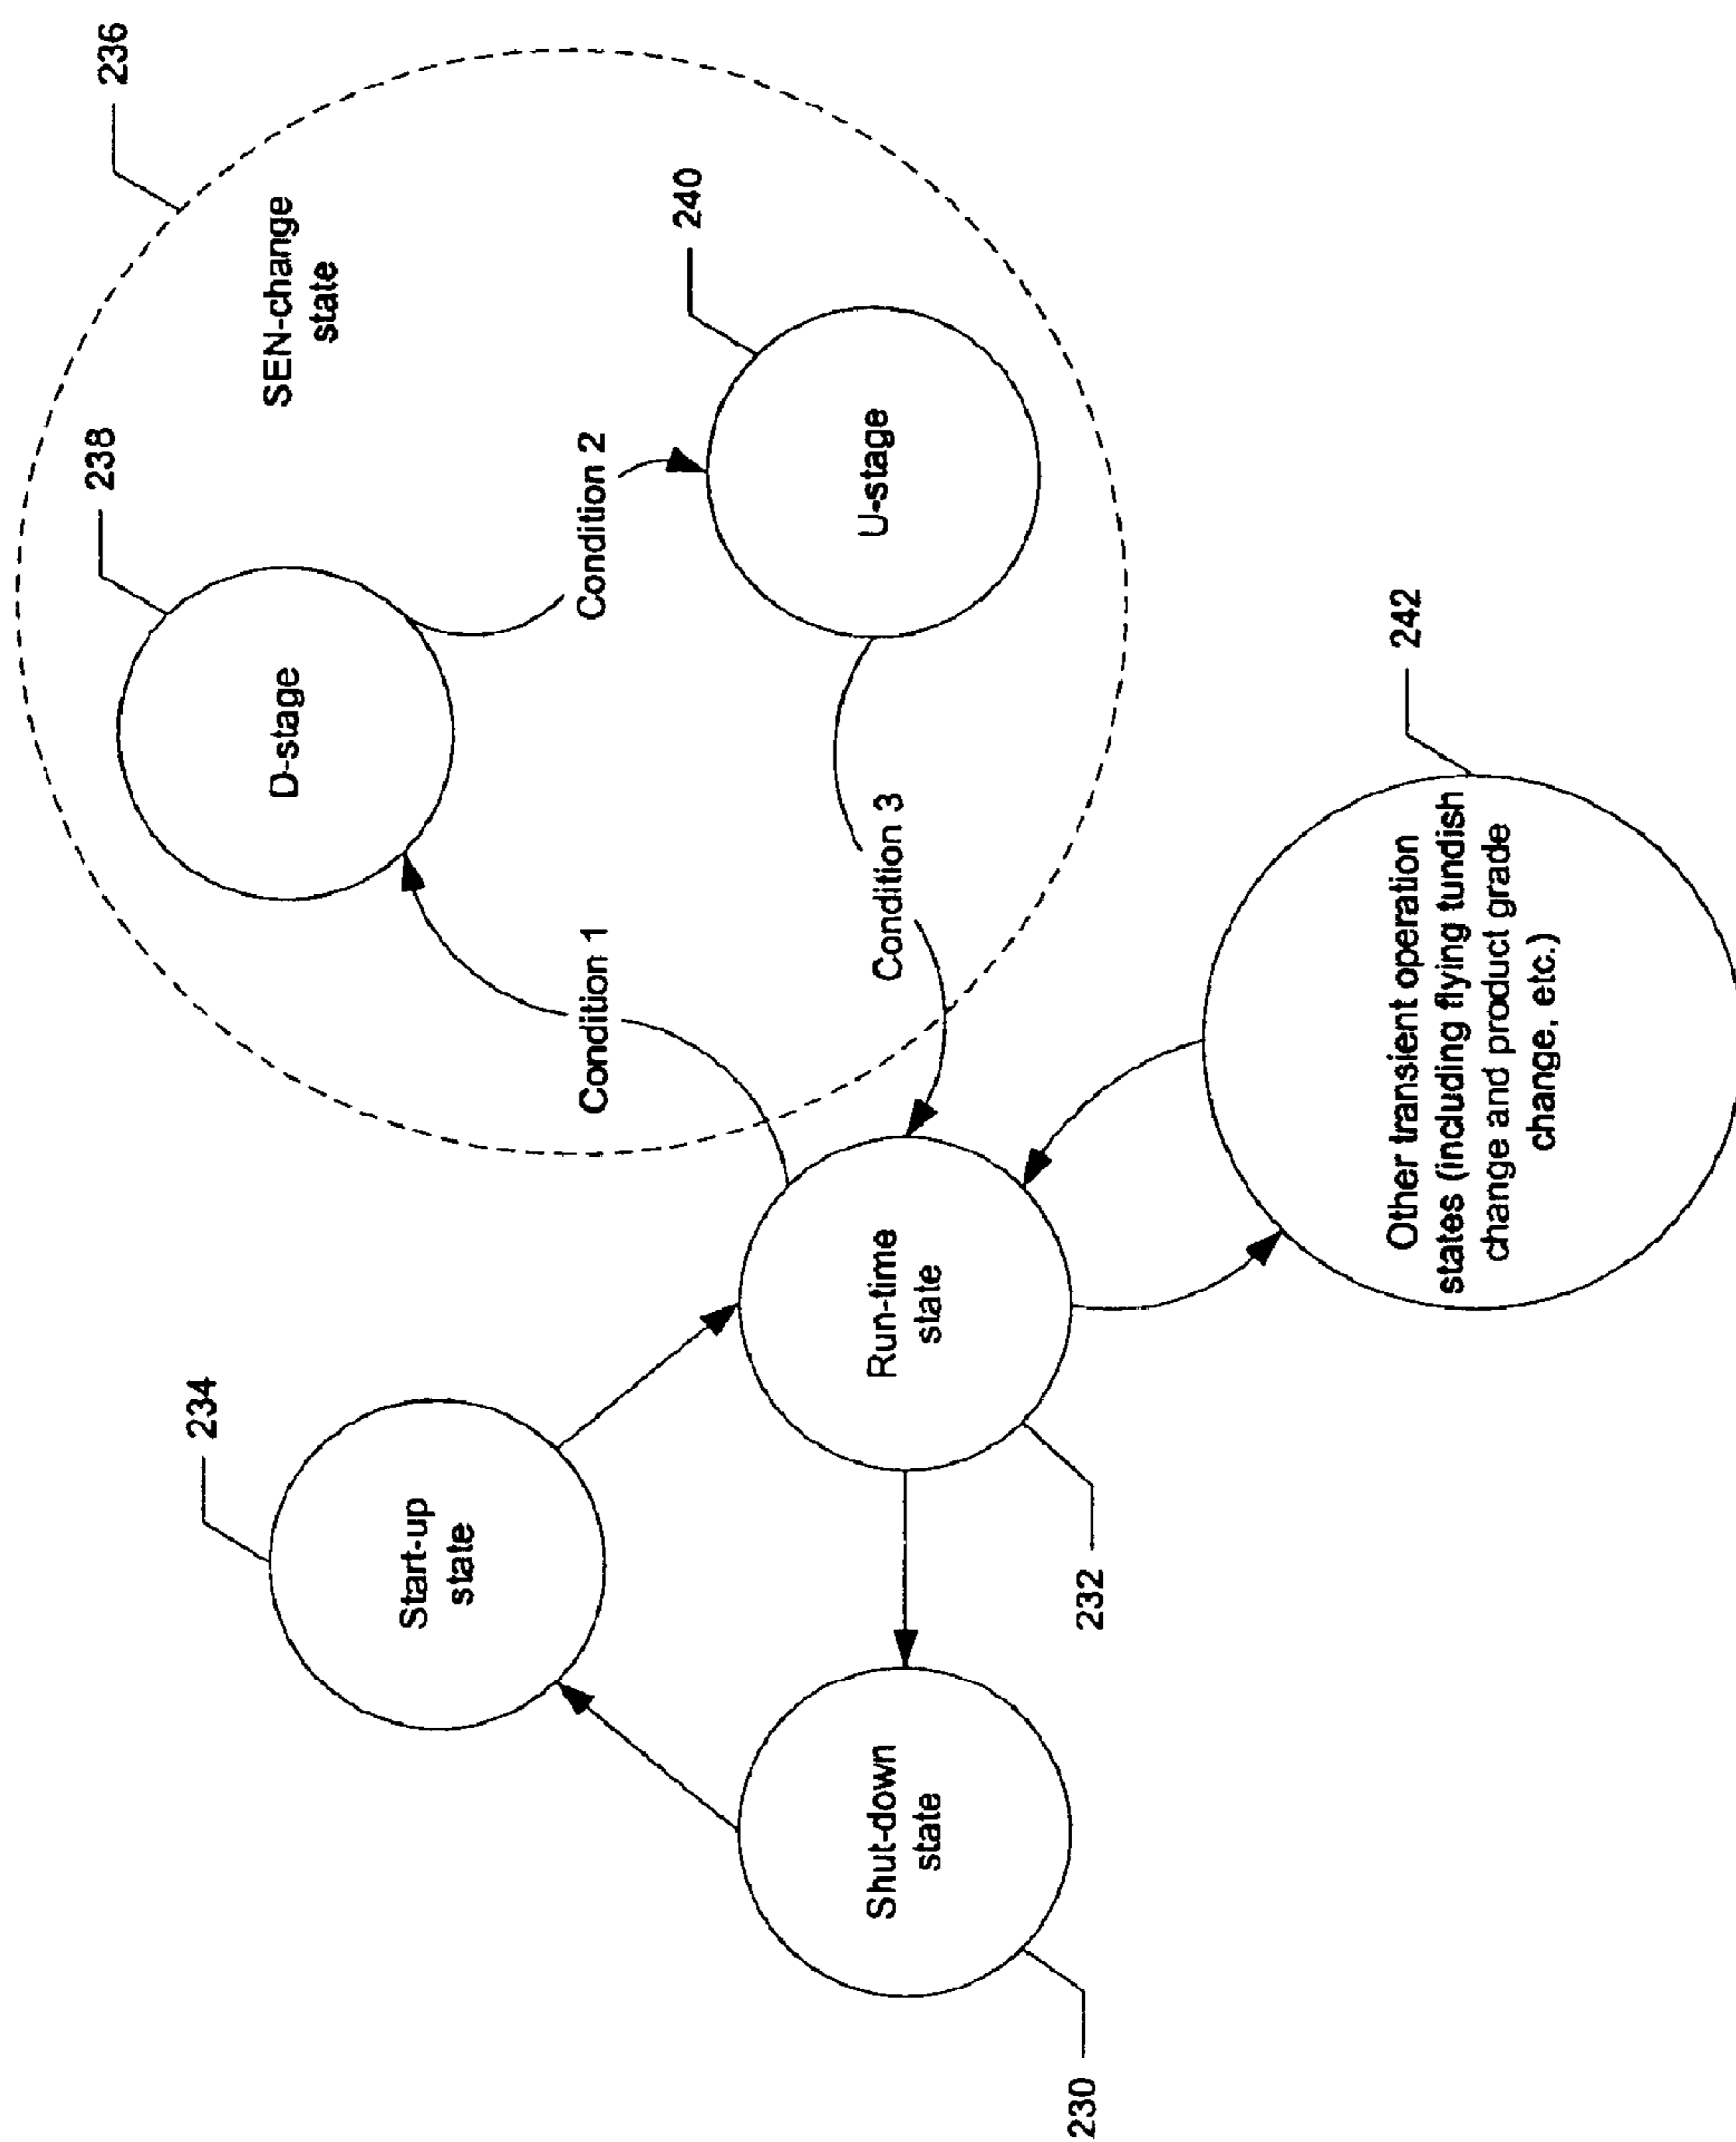 236
238
SEN-change
state
240
D-stage
Condition 2
U-stage
Condition 1
Condition 3
234
Start-up
state
Run-time
state
242
Other transient operation
states (including flying tundish
change and product grade
change, etc.)
Shut-down
state
232
230